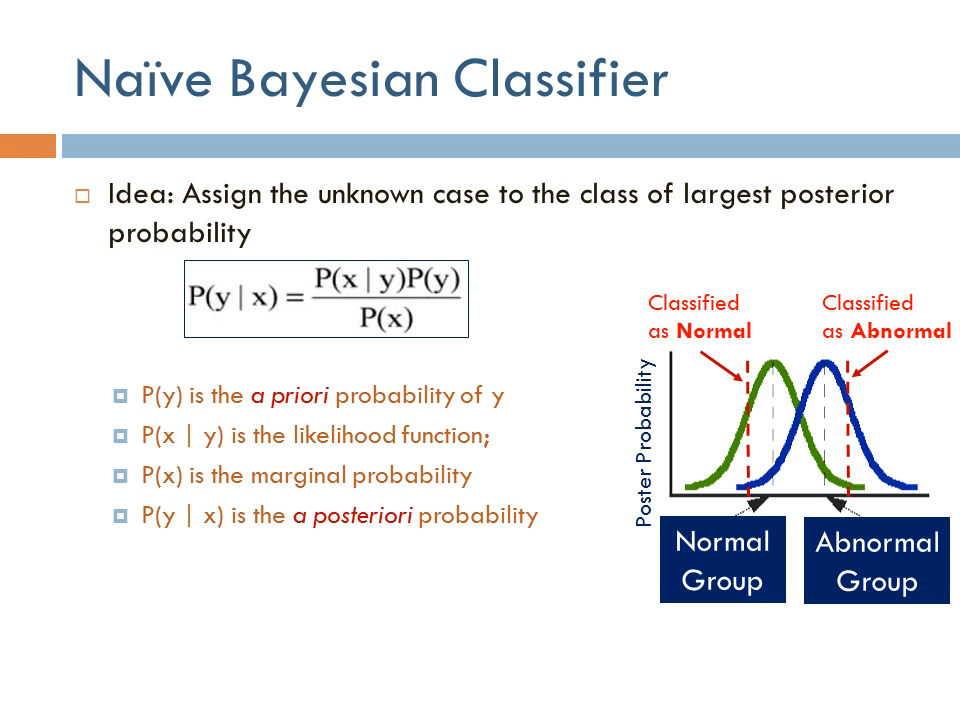 Naïve Bayesian Classifier
Idea: Assign the unknown case to the class of largest posterior
probability
P(y | x) = P(x | y)P(y) / P(x)
P(y) is the a priori probability of y
P(x | y) is the likelihood function;
P(x) is the marginal probability
P(y | x) is the a posteriori probability
Classified
as Normal
Classified
as Abnormal
Poster Probability
Normal
Group
Abnormal
Group